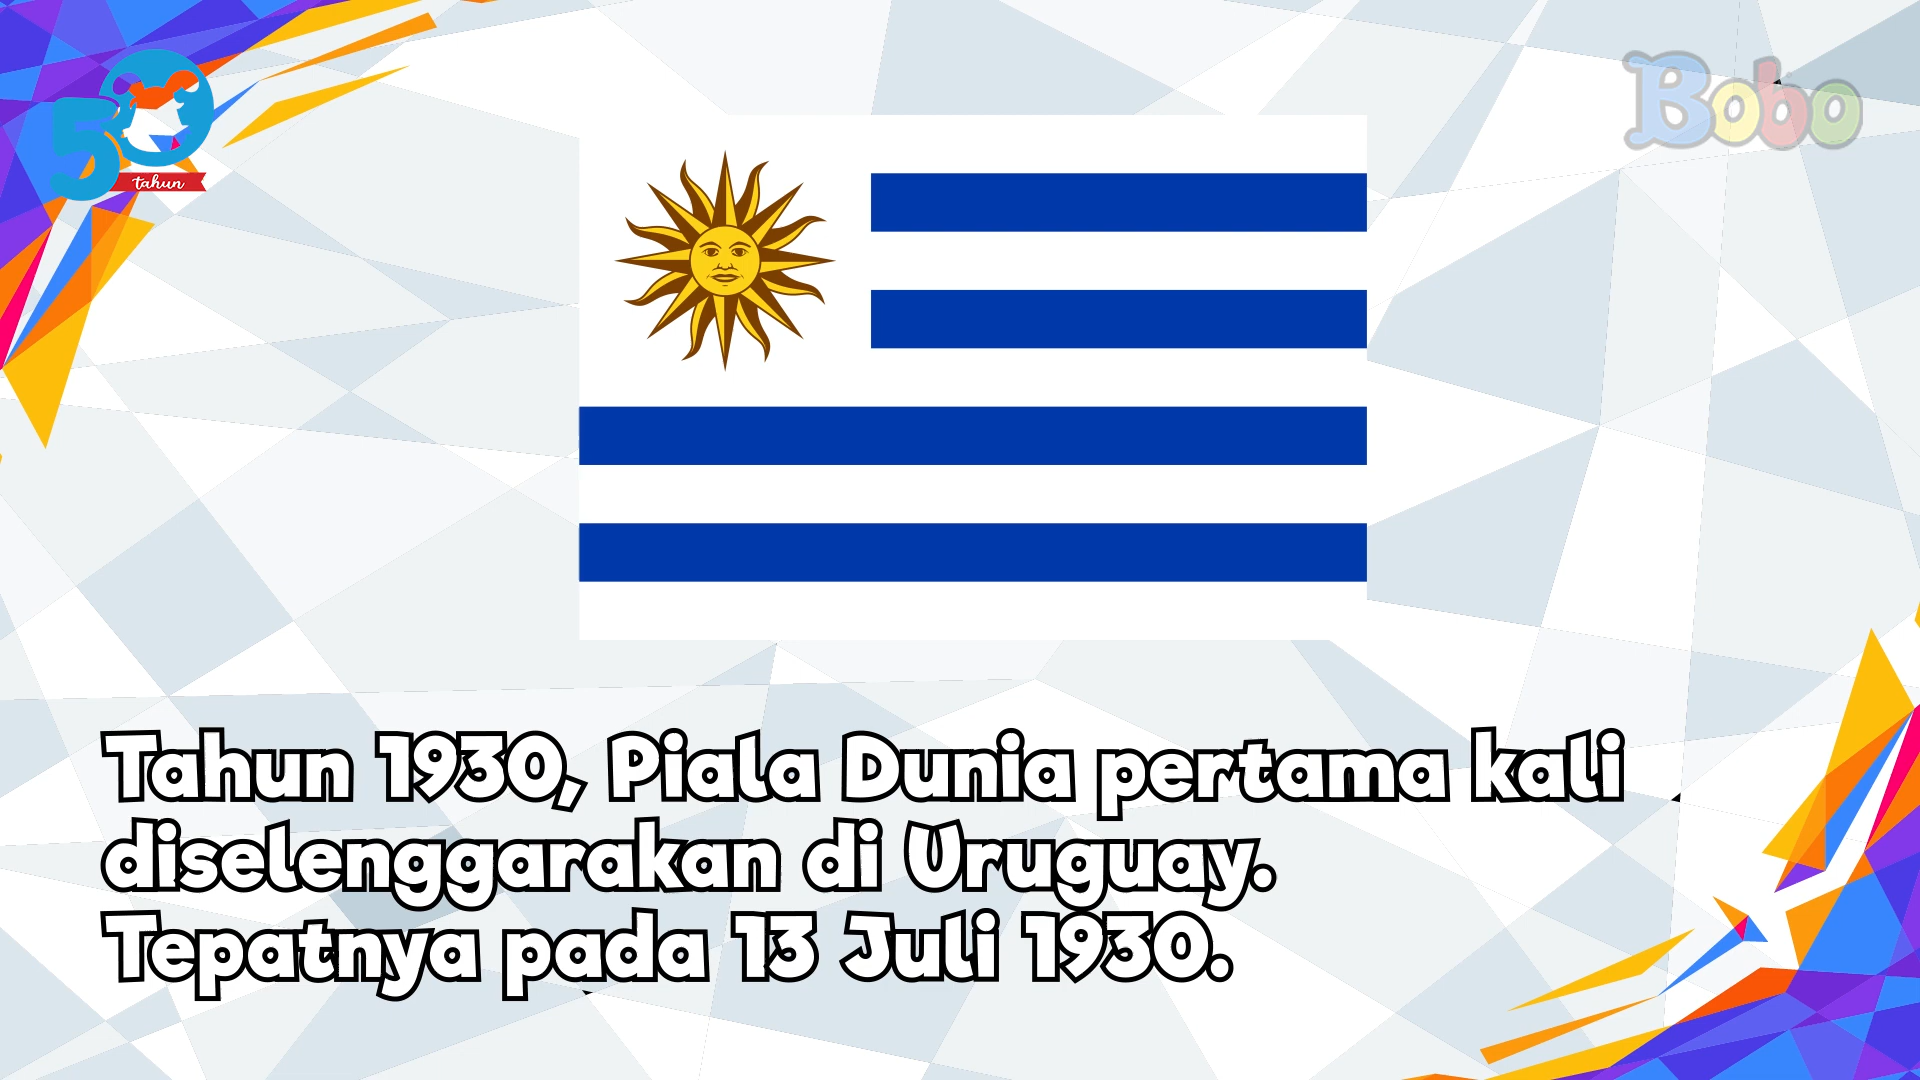 50
tahun
Bobo
Tahun 1930, Piala Dunia pertama kali
diselenggarakan di Uruguay.
Tepatnya pada 13 Juli 1930.